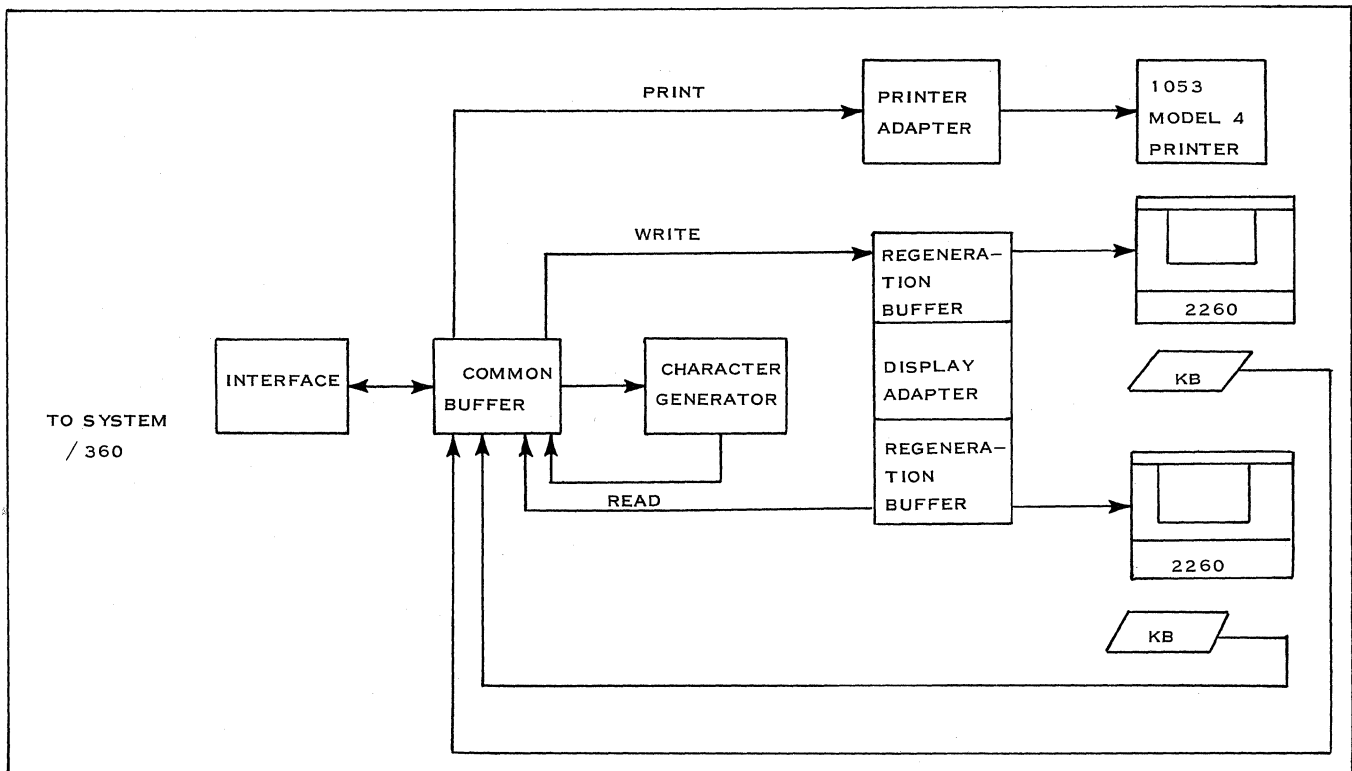 PRINT
PRINTER
ADAPTER
1053
MODEL 4
PRINTER
WRITE
REGENERA-
TION
BUFFER
2260
INTERFACE
COMMON
BUFFER
CHARACTER
GENERATOR
DISPLAY
ADAPTER
KB
TO SYSTEM
/ 360
REGENERA-
TION
BUFFER
READ
2260
KB